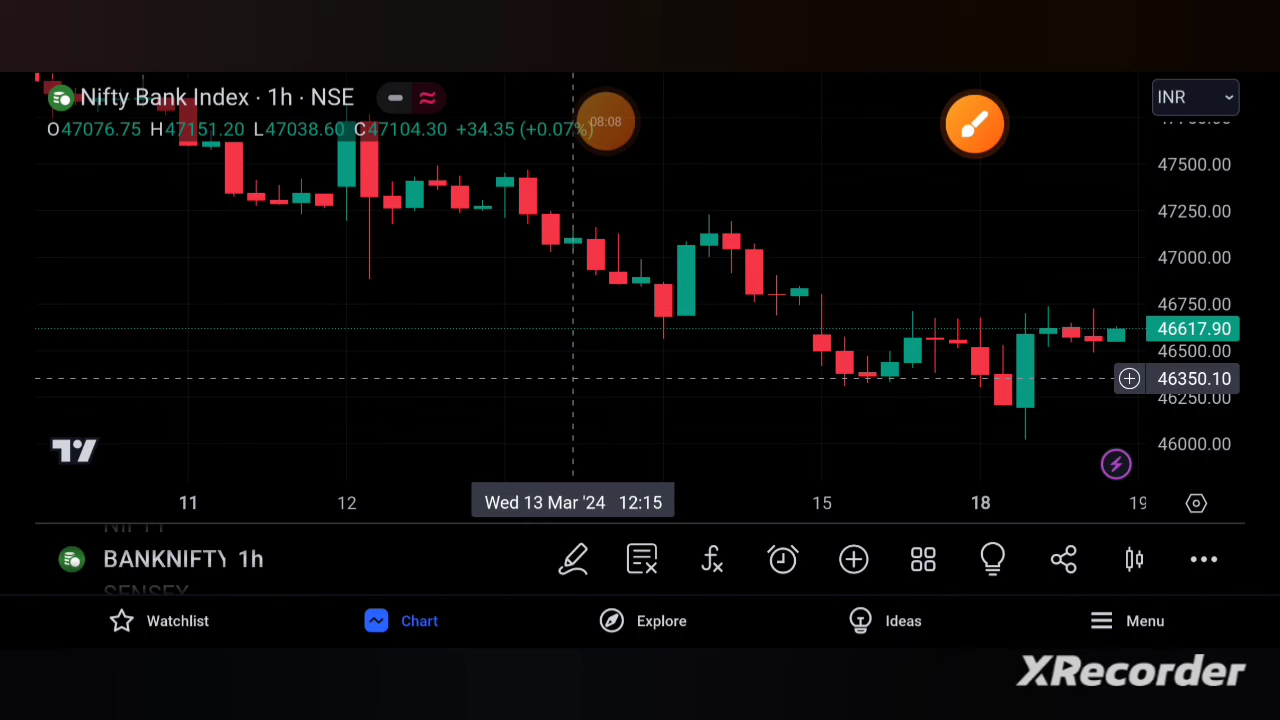 Nifty Bank Index · 1h · NSE
INR
O47076.75 H47151.20 L47038.60 C47104.30 +34.35 (+0.07%)
08:08
47500.00
47250.00
47000.00
46750.00
46617.90
46500.00
46350.10
46250.00
46000.00
11
12
Wed 13 Mar '24 12:15
15
18
19
NIFTY
BANKNIFTY 1h
SENSEX
Watchlist
Chart
Explore
Ideas
Menu
XRecorder